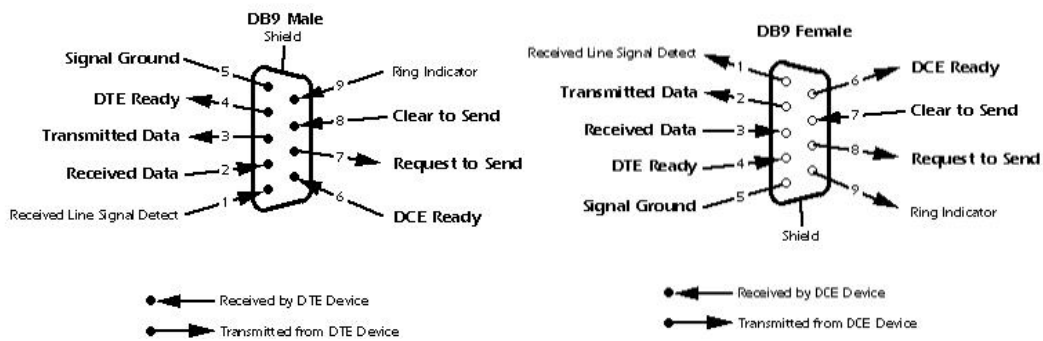 DB9 Male
Shield
Signal Ground
5
9
Ring Indicator
DTE Ready
4
8
Clear to Send
Transmitted Data
3
7
Request to Send
Received Data
2
6
DCE Ready
Received Line Signal Detect
1
Received by DTE Device
Transmitted from DTE Device
DB9 Female
Received Line Signal Detect
1
6
DCE Ready
Transmitted Data
2
7
Clear to Send
Received Data
3
8
Request to Send
DTE Ready
4
9
Ring Indicator
Signal Ground
5
Shield
Received by DCE Device
Transmitted from DCE Device